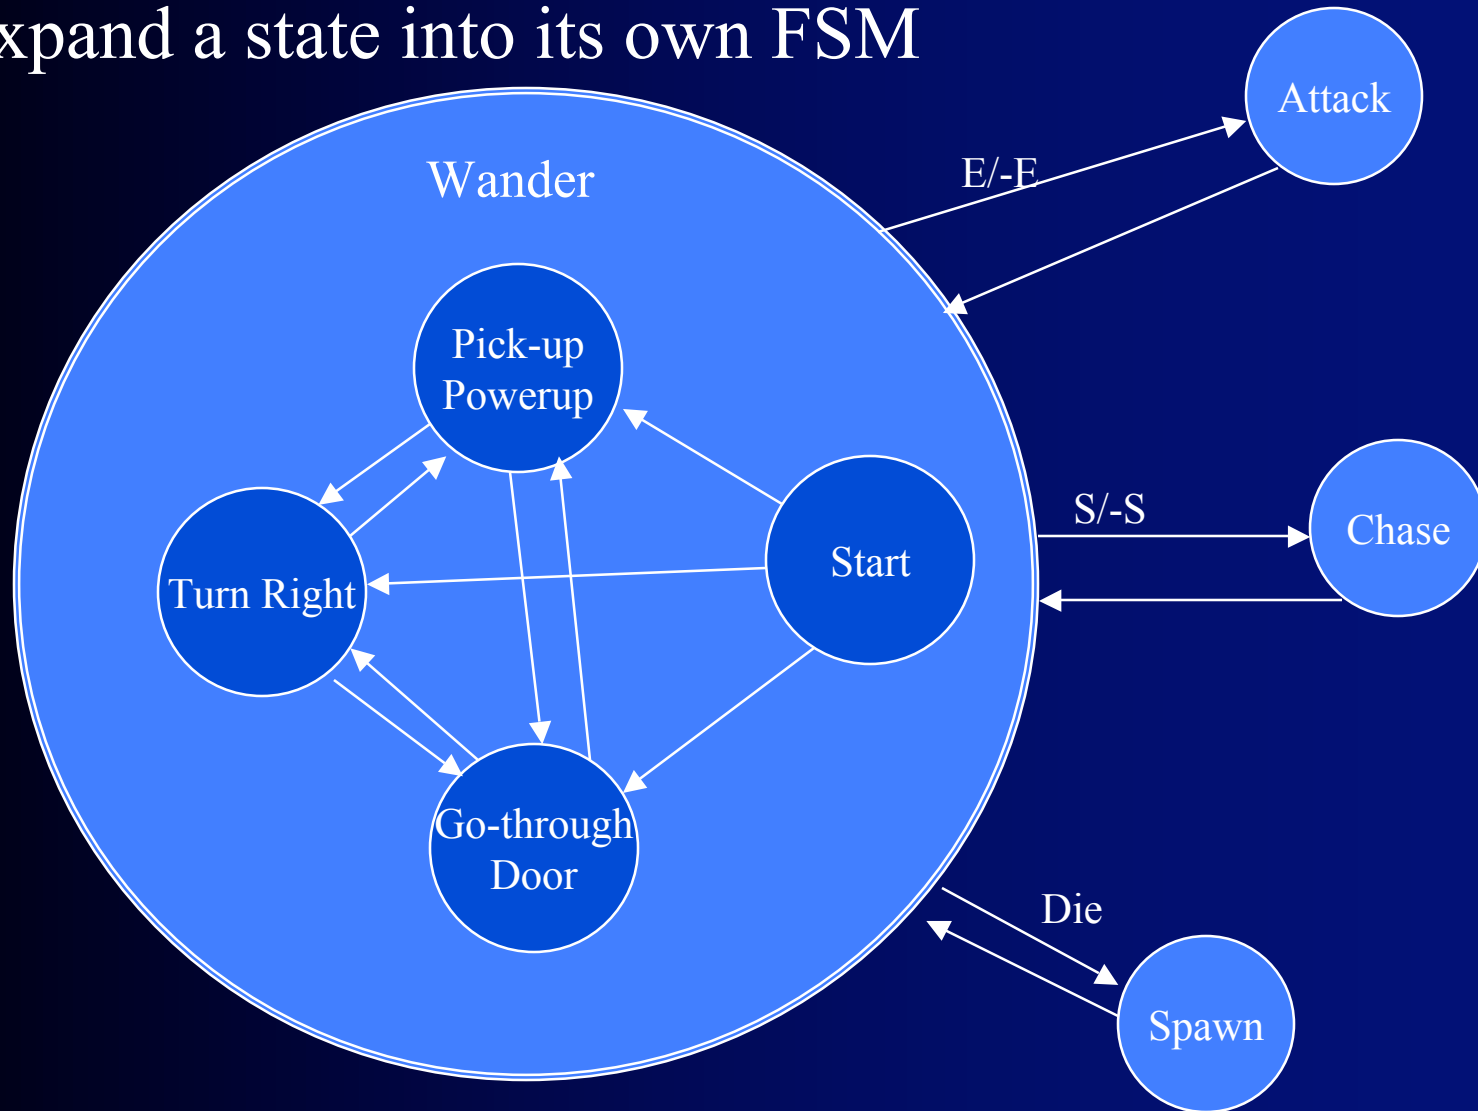 xpand a state into its own FSM
Attack
E/-E
Wander
Pick-up
Powerup
S/-S
Chase
Start
Turn Right
Go-through
Door
Die
Spawn